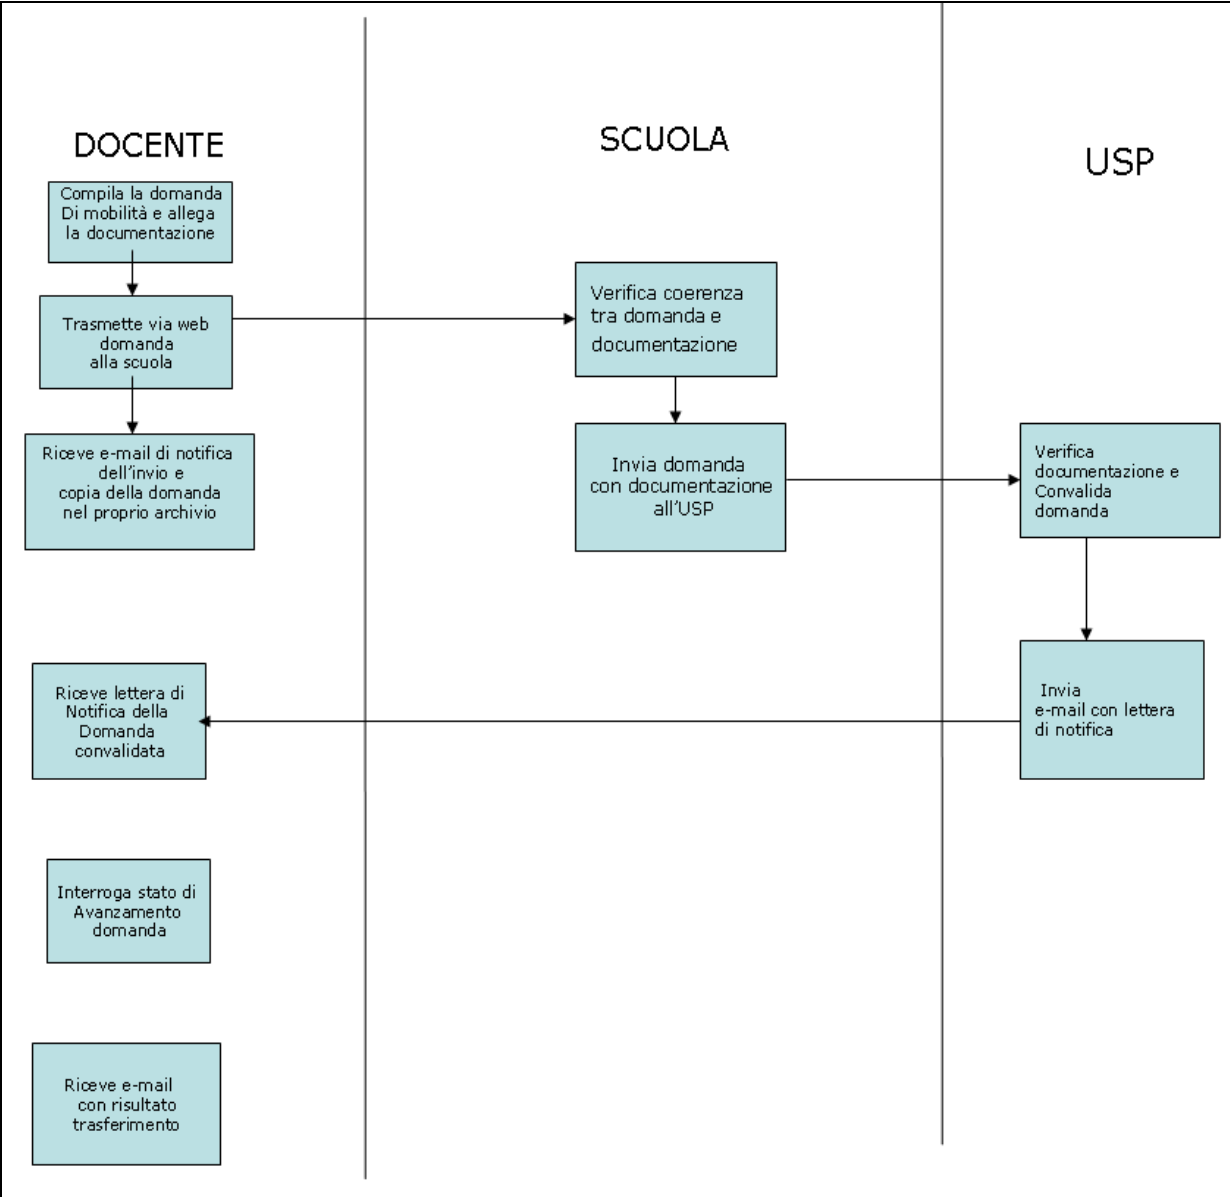 DOCENTE
Compila la domanda
Di mobilità e allega
la documentazione
Trasmette via web
domanda
alla scuola
Riceve e-mail di notifica
dell'invio e
copia della domanda
nel proprio archivio
Riceve lettera di
Notifica della
Domanda
convalidata
Interroga stato di
Avanzamento
domanda
Riceve e-mail
con risultato
trasferimento
SCUOLA
Verifica coerenza
tra domanda e
documentazione
Invia domanda
con documentazione
all'USP
USP
Verifica
documentazione e
Convalida
domanda
Invia
e-mail con lettera
di notifica